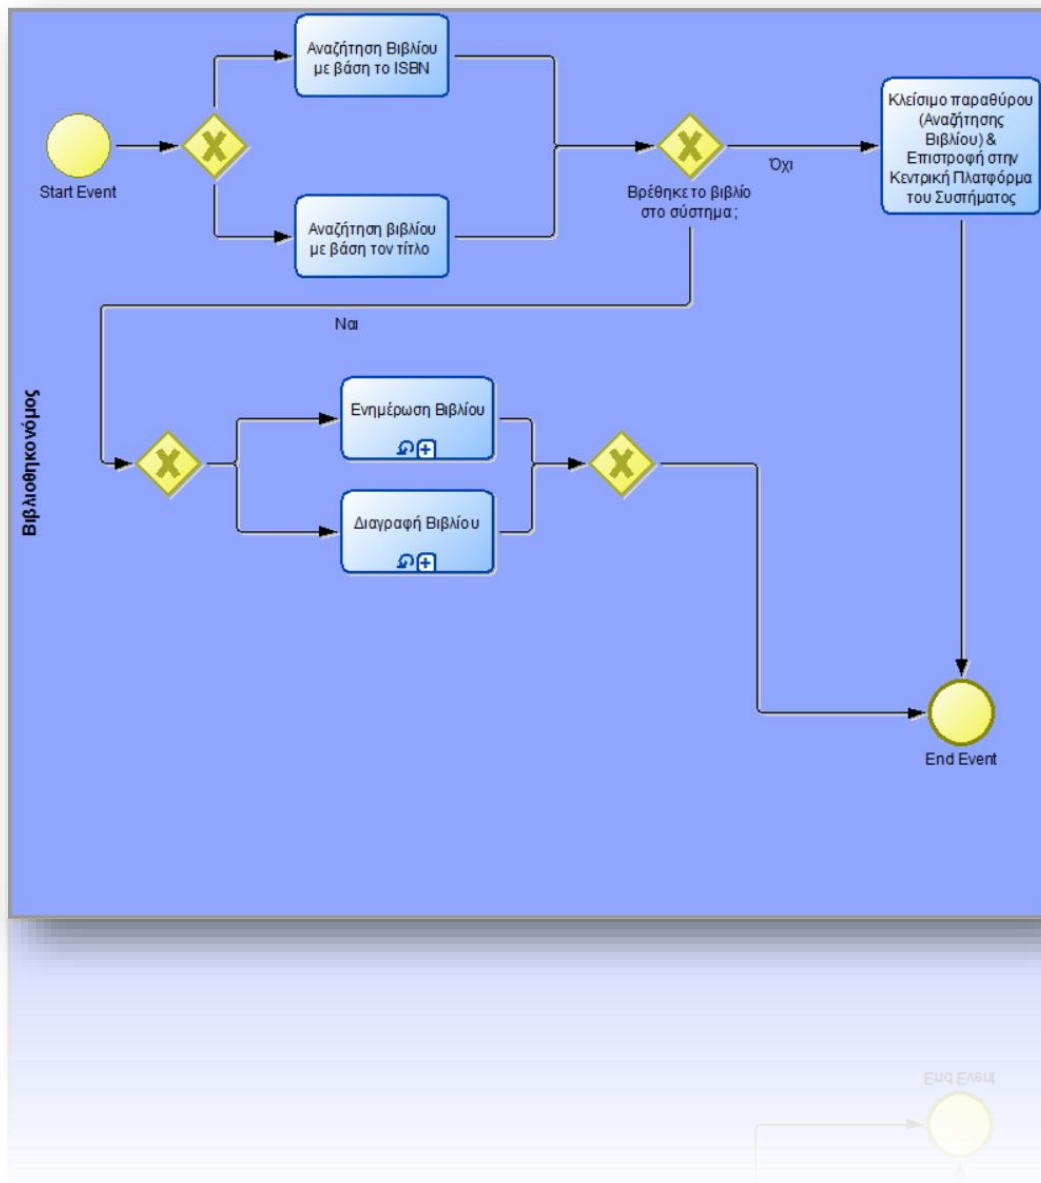 Αναζήτηση Βιβλίου
με βάση το ISBN
Start Event
Αναζήτηση βιβλίου
με βάση τον τίτλο
Βρέθηκε το βιβλίο
στο σύστημα ;
Όχι
Κλείσιμο παραθύρου
(Αναζήτησης
Βιβλίου) &
Επιστροφή στην
Κεντρική Πλατφόρμα
του Συστήματος
Ναι
Βιβλιοθηκονόμος
Ενημέρωση Βιβλίου
Διαγραφή Βιβλίου
End Event
End Event